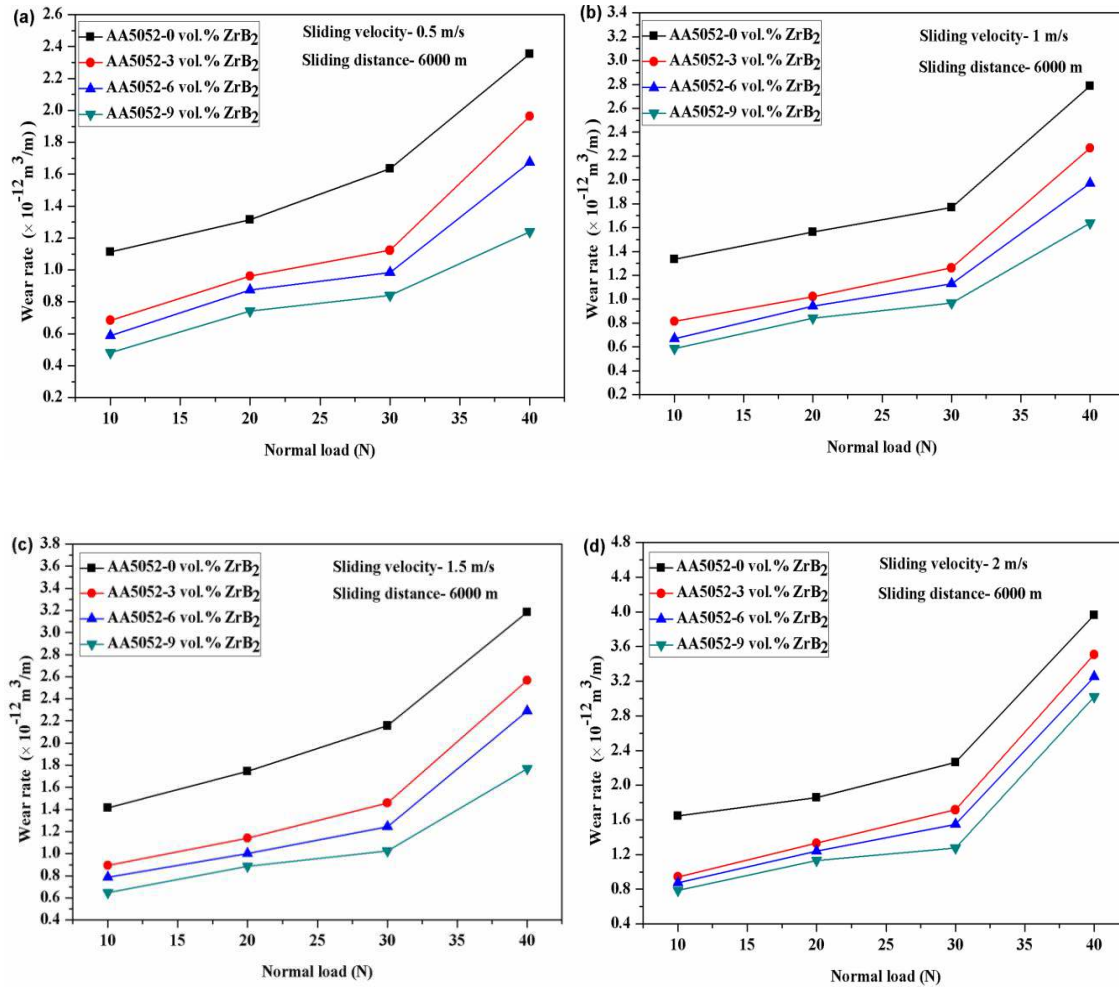 (a)
AA5052-0 vol.% ZrB2
AA5052-3 vol.% ZrB2
AA5052-6 vol.% ZrB2
AA5052-9 vol.% ZrB2
Sliding velocity- 0.5 m/s
Sliding distance- 6000 m
2.6
2.4
2.2
2.0
1.8
1.6
1.4
1.2
1.0
0.8
0.6
0.4
0.2
Wear rate (× 10-12 m3/m))
10 15 20 25 30 35 40
Normal load (N)
(b)
AA5052-0 vol.% ZrB2
AA5052-3 vol.% ZrB2
AA5052-6 vol.% ZrB2
AA5052-9 vol.% ZrB2
Sliding velocity- 1 m/s
Sliding distance- 6000 m
3.4
3.2
3.0
2.8
2.6
2.4
2.2
2.0
1.8
1.6
1.4
1.2
1.0
0.8
0.6
0.4
0.2
Wear rate (× 10-12 m3/m))
10 15 20 25 30 35 40
Normal load (N)
(c)
AA5052-0 vol.% ZrB2
AA5052-3 vol.% ZrB2
AA5052-6 vol.% ZrB2
AA5052-9 vol.% ZrB2
Sliding velocity- 1.5 m/s
Sliding distance- 6000 m
3.8
3.6
3.4
3.2
3.0
2.8
2.6
2.4
2.2
2.0
1.8
1.6
1.4
1.2
1.0
0.8
0.6
0.4
Wear rate (× 10-12 m3/m)
10 15 20 25 30 35 40
Normal load (N)
(d)
AA5052-0 vol.% ZrB2
AA5052-3 vol.% ZrB2
AA5052-6 vol.% ZrB2
AA5052-9 vol.% ZrB2
Sliding velocity- 2 m/s
Sliding distance- 6000 m
4.8
4.4
4.0
3.6
3.2
2.8
2.4
2.0
1.6
1.2
0.8
0.4
Wear rate (× 10-12 m3/m)
10 15 20 25 30 35 40
Normal load (N)